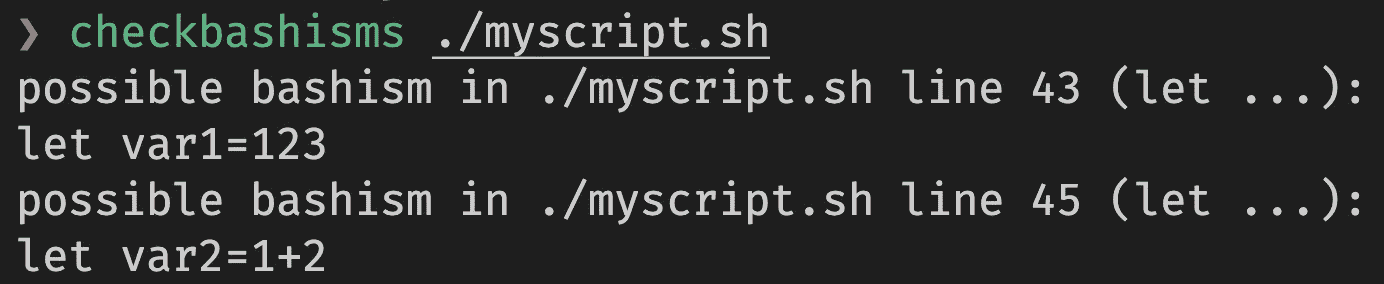 ❯ checkbashisms ./myscript.sh
possible bashism in ./myscript.sh line 43 (let ...):
let var1=123
possible bashism in ./myscript.sh line 45 (let ...):
let var2=1+2